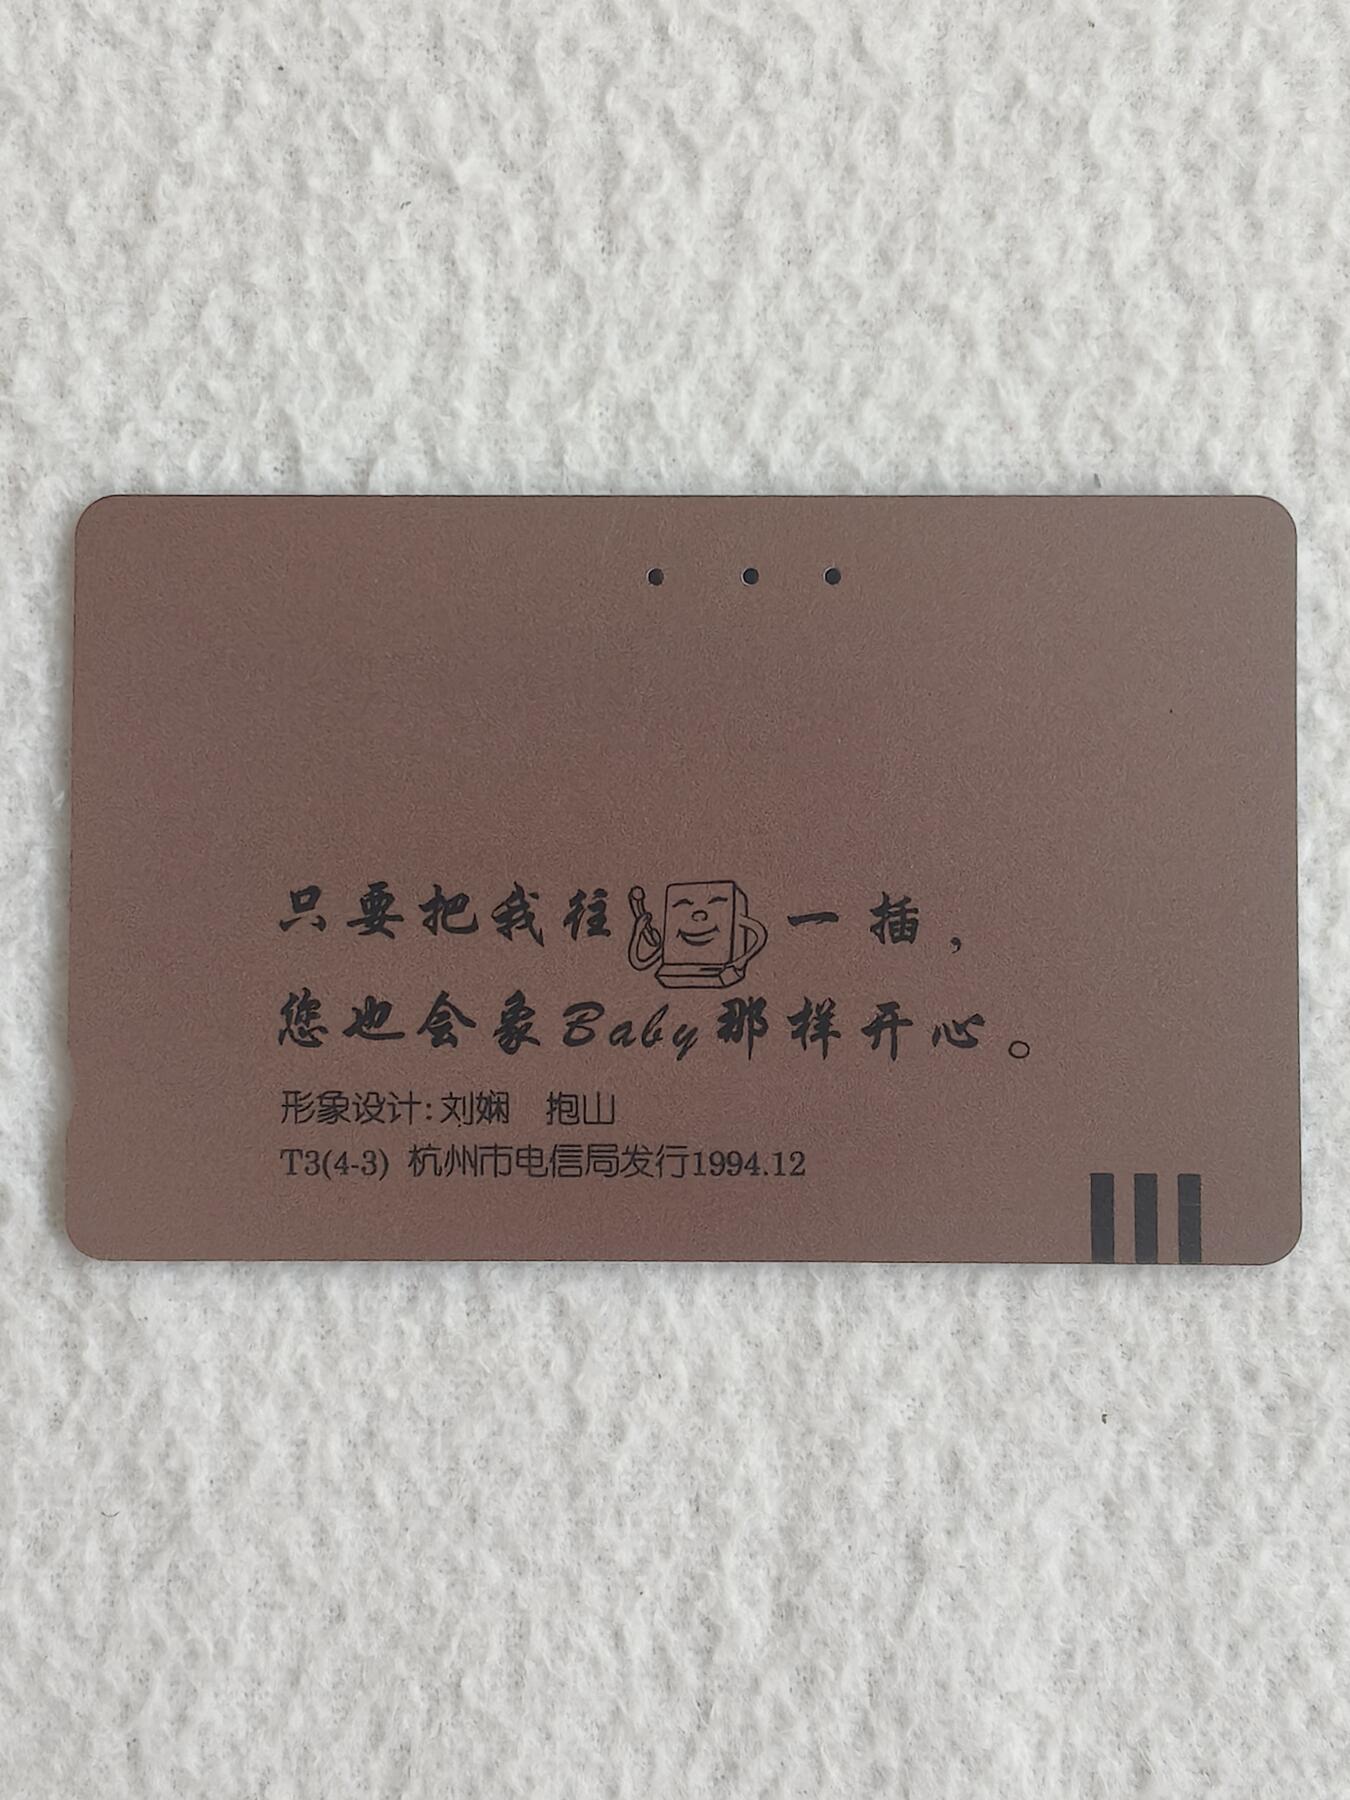 只要把我往一插，
您也会象Baby那样开心。
形象设计:刘娴 抱山
T3(4-3) 杭州市电信局发行1994.12